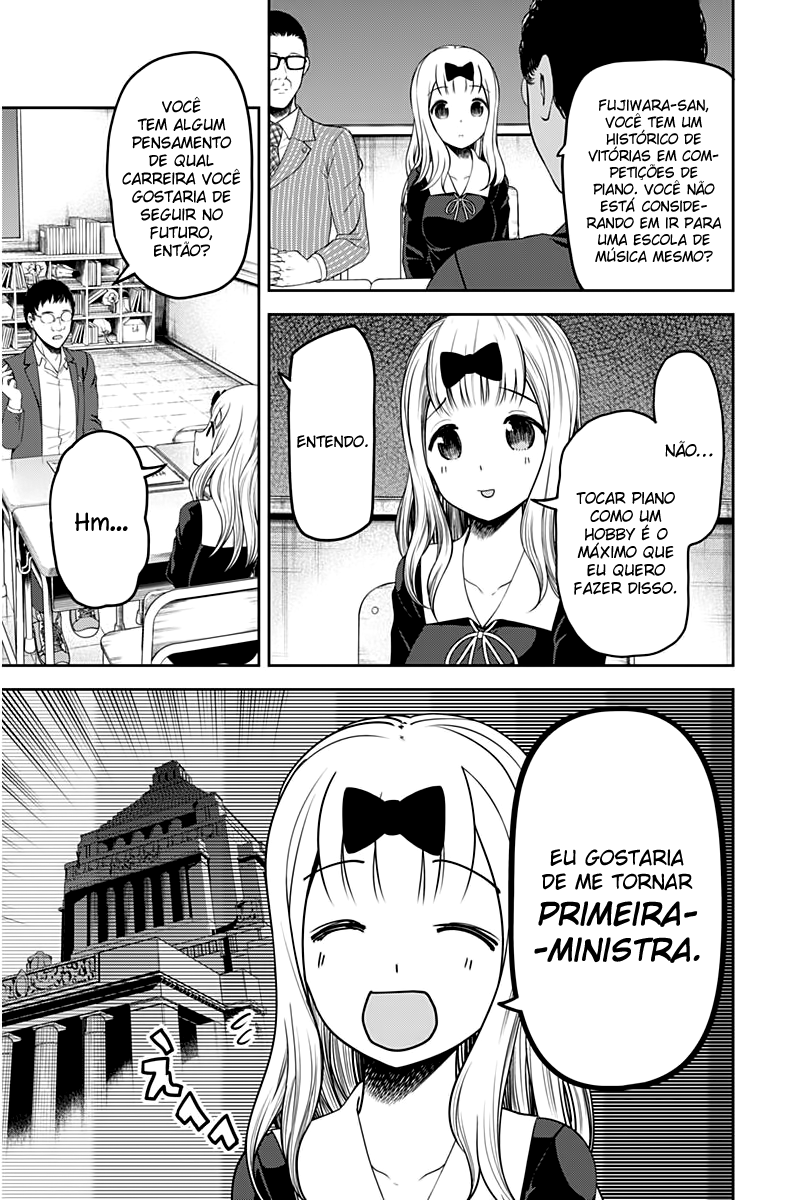 FUJIWARA-SAN,
VOCÊ TEM UM
HISTÓRICO DE
VITÓRIAS EM COM-
PETIÇÕES DE
PIANO. VOCÊ NÃO
ESTÁ CONSIDE-
RANDO EM IR PARA
UMA ESCOLA DE
MÚSICA MESMO?
NÃO...
TOCAR PIANO
COMO UM
HOBBY É O
MÁXIMO QUE
EU QUERO
FAZER DISSO.
ENTENDO.
VOCÊ
TEM ALGUM
PENSAMENTO
DE QUAL
CARREIRA VOCÊ
GOSTARIA DE
SEGUIR NO
FUTURO,
ENTÃO?
Hm...
EU GOSTARIA
DE ME TORNAR
PRIMEIRA-
-MINISTRA.